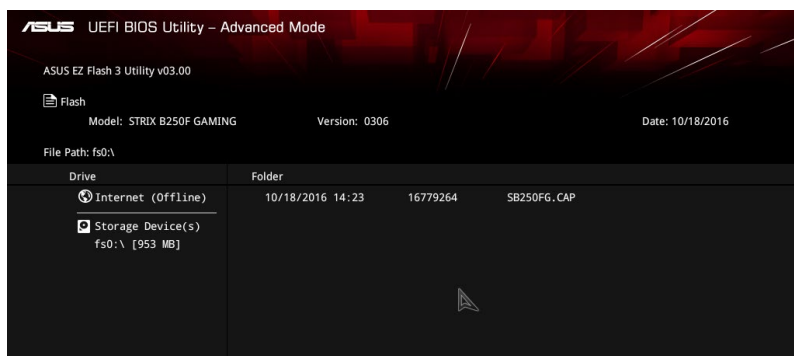 ASUS UEFI BIOS Utility – Advanced Mode
ASUS EZ Flash 3 Utility v03.00
Flash
Model: STRIX B250F GAMING Version: 0306 Date: 10/18/2016
File Path: fs0:\
Drive Folder
Internet (Offline) 10/18/2016 14:23 16779264 SB250FG.CAP
Storage Device(s)
fs0:\ [953 MB]